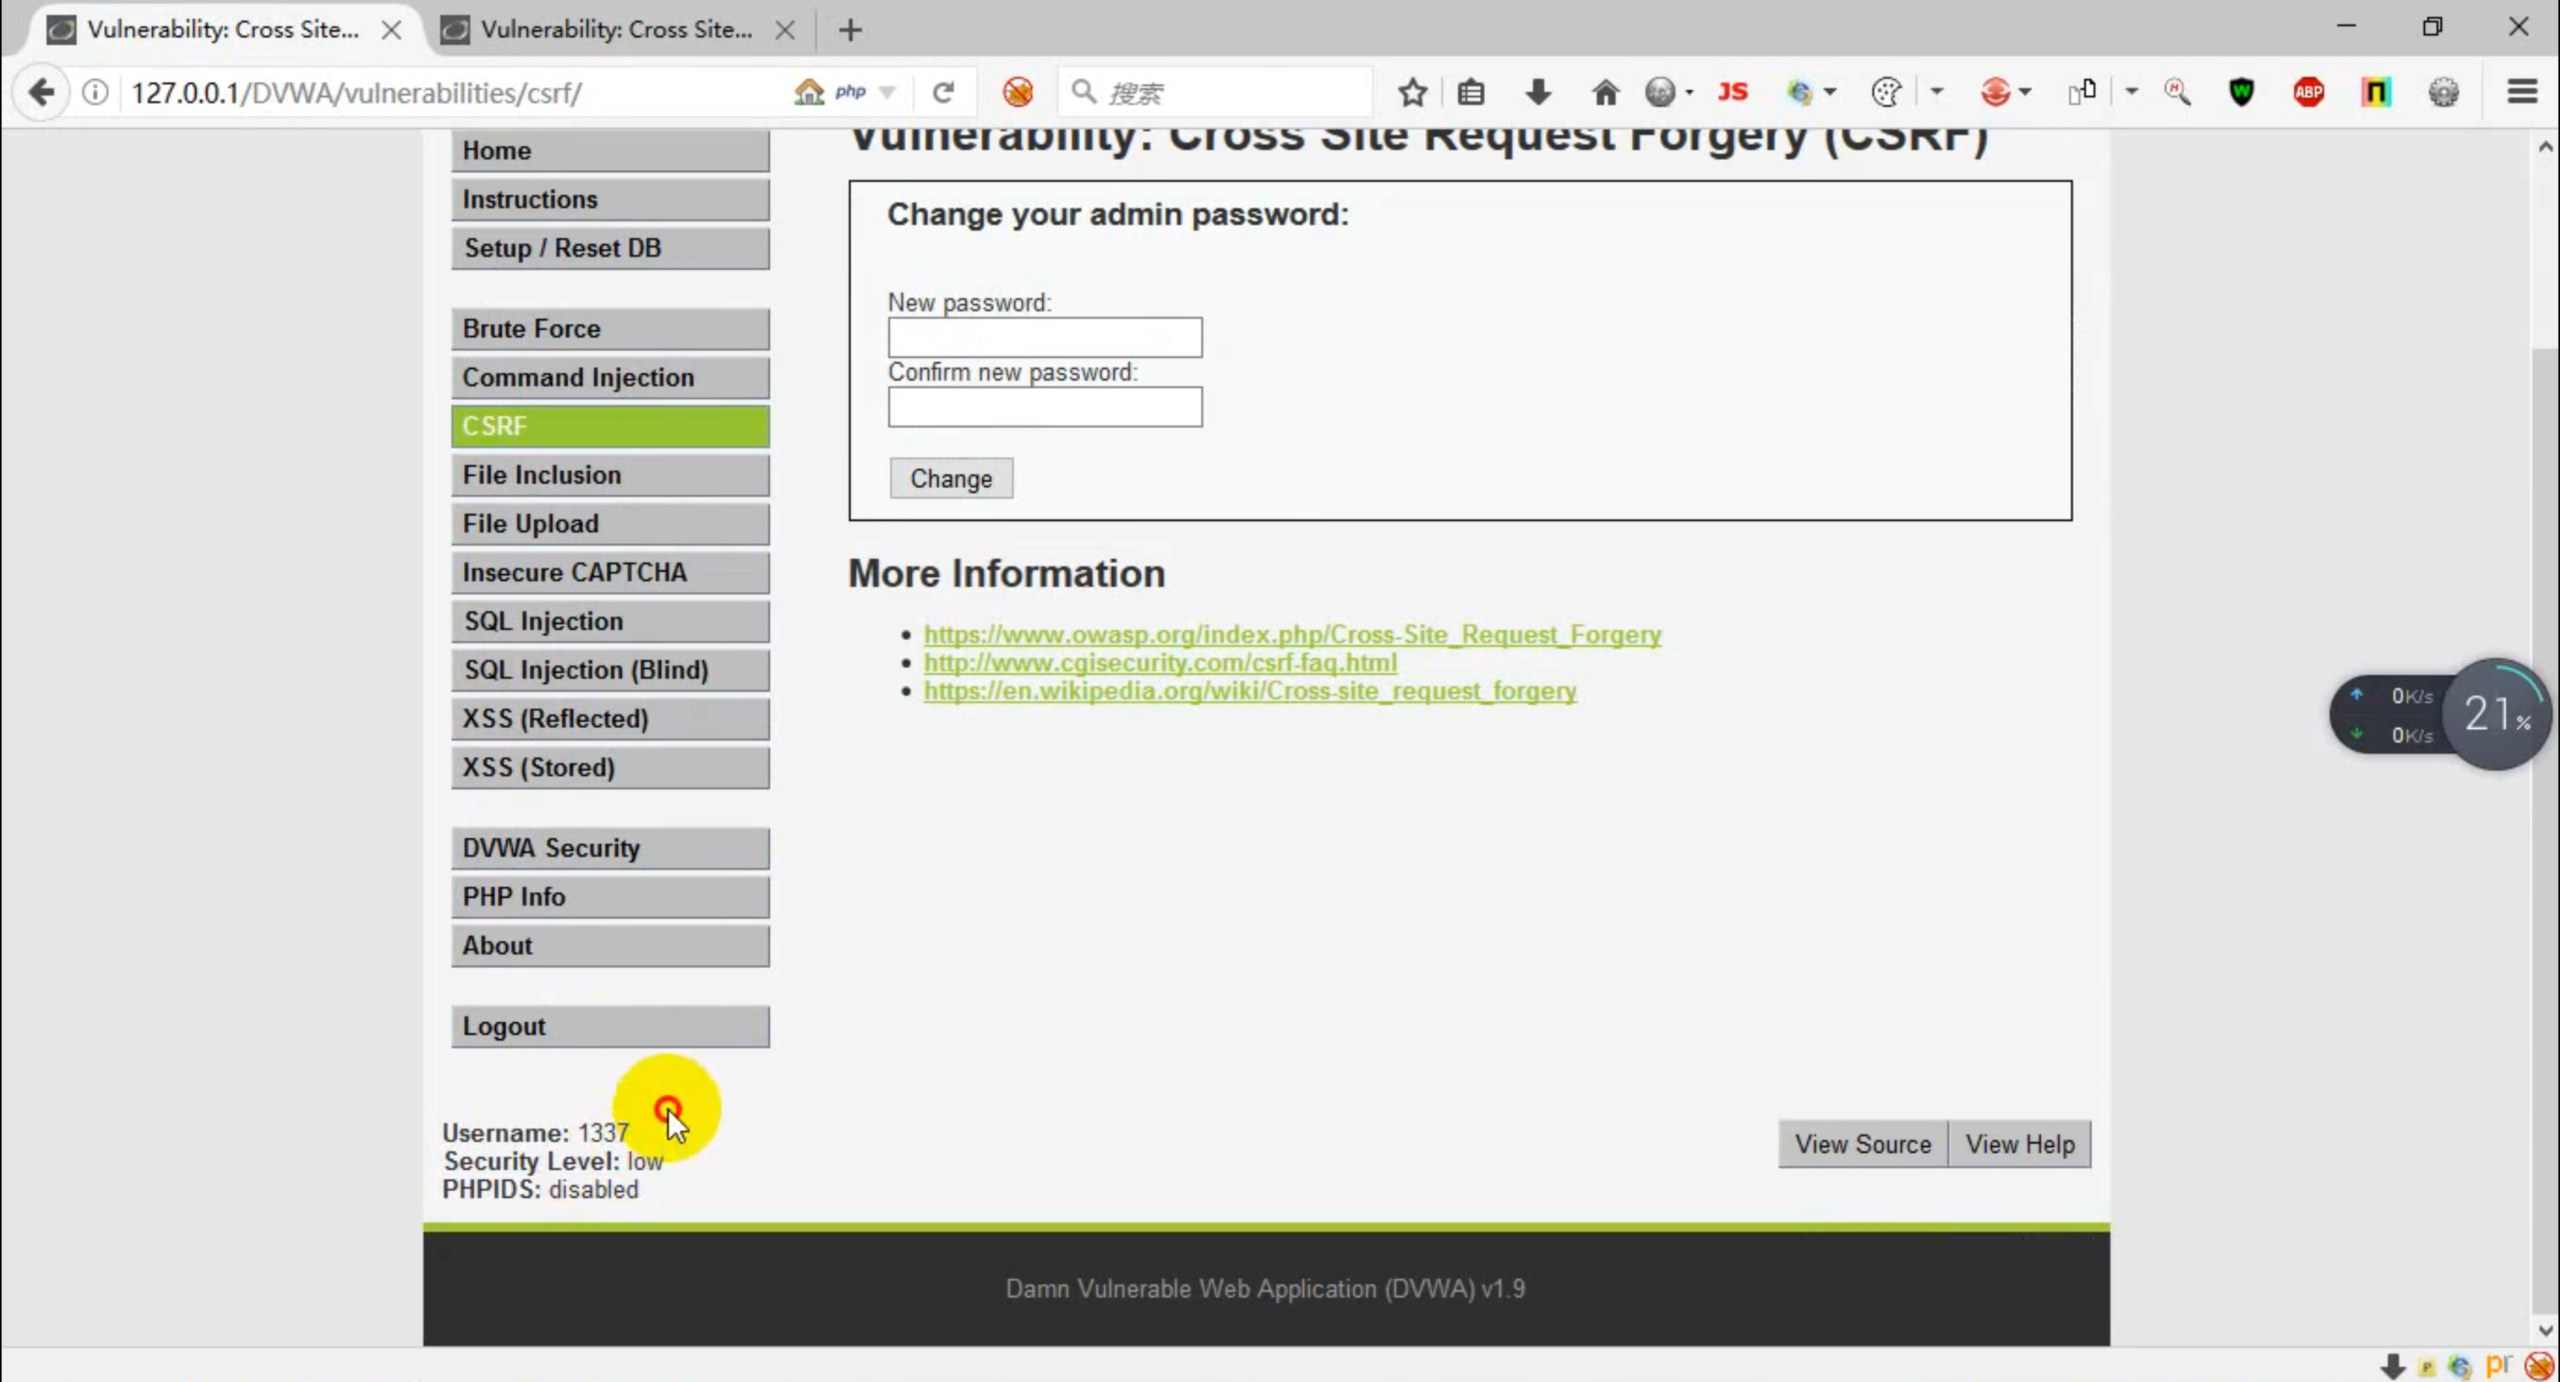 Vulnerability: Cross Site...
Vulnerability: Cross Site...
127.0.0.1/DVWA/vulnerabilities/csrf/
php
搜索
JS
ABP
Home
Instructions
Setup / Reset DB
Brute Force
Command Injection
CSRF
File Inclusion
File Upload
Insecure CAPTCHA
SQL Injection
SQL Injection (Blind)
XSS (Reflected)
XSS (Stored)
DVWA Security
PHP Info
About
Logout
Username: 1337
Security Level: low
PHPIDS: disabled
Vulnerability: Cross Site Request Forgery (CSRF)
Change your admin password:
New password:
Confirm new password:
Change
More Information
https://www.owasp.org/index.php/Cross-Site_Request_Forgery
http://www.cgisecurity.com/csrf-faq.html
https://en.wikipedia.org/wiki/Cross-site_request_forgery
View Source
View Help
0K/s
0K/s
21%
Damn Vulnerable Web Application (DVWA) v1.9
pr